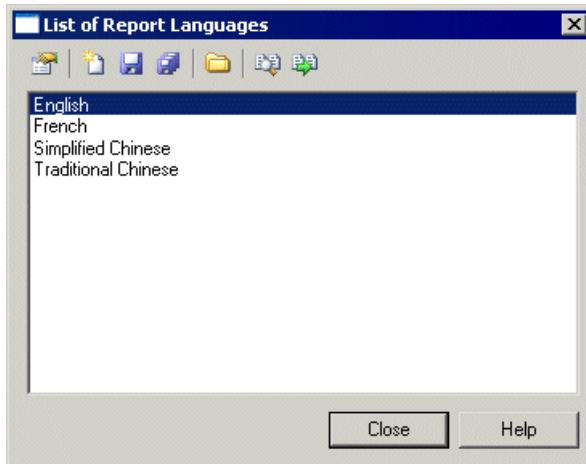 List of Report Languages
English
French
Simplified Chinese
Traditional Chinese
Close
Help